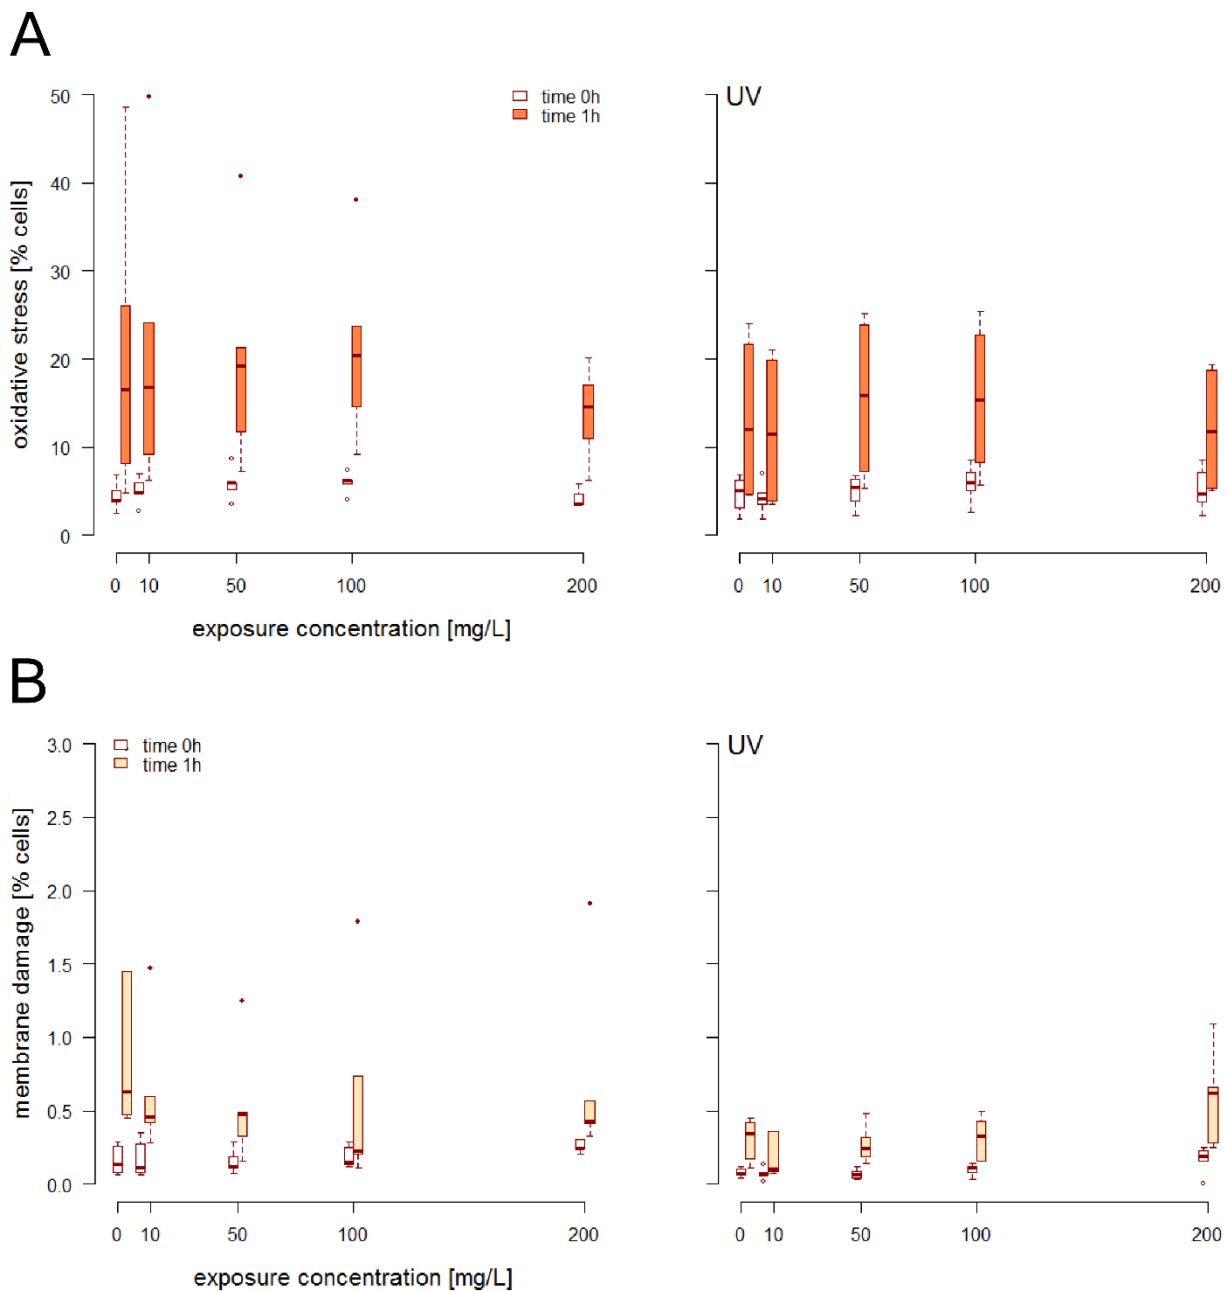 A
oxidative stress [% cells]
50
40
30
20
10
0
time 0h
time 1h
0 10 50 100 200
exposure concentration [mg/L]
UV
0 10 50 100 200
B
membrane damage [% cells]
3.0
2.5
2.0
1.5
1.0
0.5
0.0
time 0h
time 1h
0 10 50 100 200
exposure concentration [mg/L]
UV
0 10 50 100 200